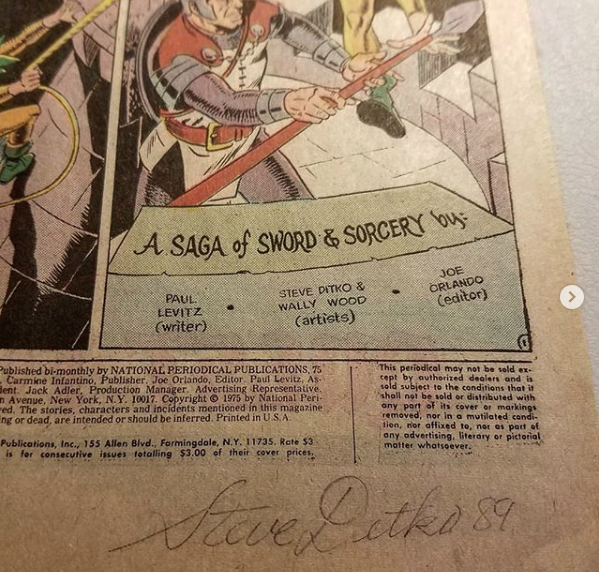 A SAGA of SWORD & SORCERY by:
PAUL
LEVITZ
(writer)
•
STEVE DITKO &
WALLY WOOD
(artists)
•
JOE
ORLANDO
(editor)
1
Published bi-monthly by NATIONAL PERIODICAL PUBLICATIONS, 75
. Carmine Infantino, Publisher. Joe Orlando, Editor. Paul Levitz, As-
dent. Jack Adler, Production Manager. Advertising Representative,
n Avenue, New York, N.Y. 10017. Copyright © 1975 by National Peri-
ved. The stories, characters and incidents mentioned in this magazine
ng or dead, are intended or should be inferred. Printed in U.S.A.
Publications, Inc., 155 Allen Blvd., Farmingdale, N.Y. 11735. Rate $3
is for consecutive issues totalling $3.00 of their cover prices.
This periodical may not be sold ex-
cept by authorized dealers and is
sold subject to the conditions that it
shall not be sold or distributed with
any part of its cover or markings
removed, nor in a mutilated condi-
tion, nor affixed to, nor as part of
any advertising, literary or pictorial
matter whatsoever.
Steve Ditko 89